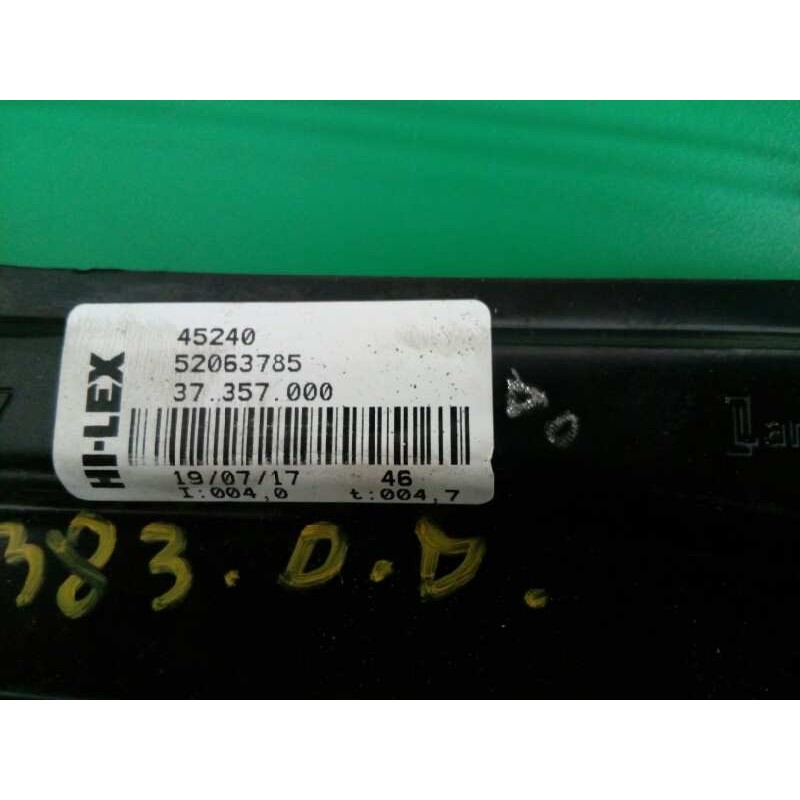 HI-LEX
45240
52063785
37.357.000
19/07/17 46
I:004,0 t:004,7
383.D.D.